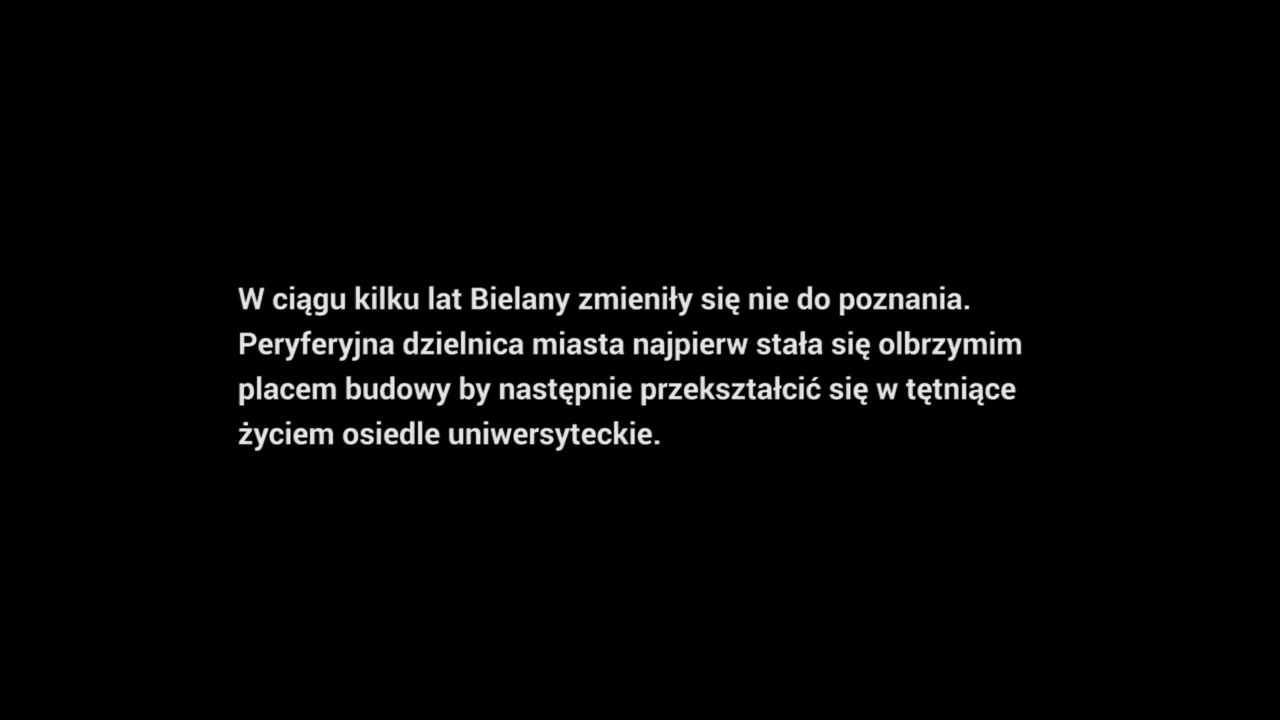 W ciągu kilku lat Bielany zmieniły się nie do poznania.
Peryferyjna dzielnica miasta najpierw stała się olbrzymim
placem budowy by następnie przekształcić się w tętniące
życiem osiedle uniwersyteckie.